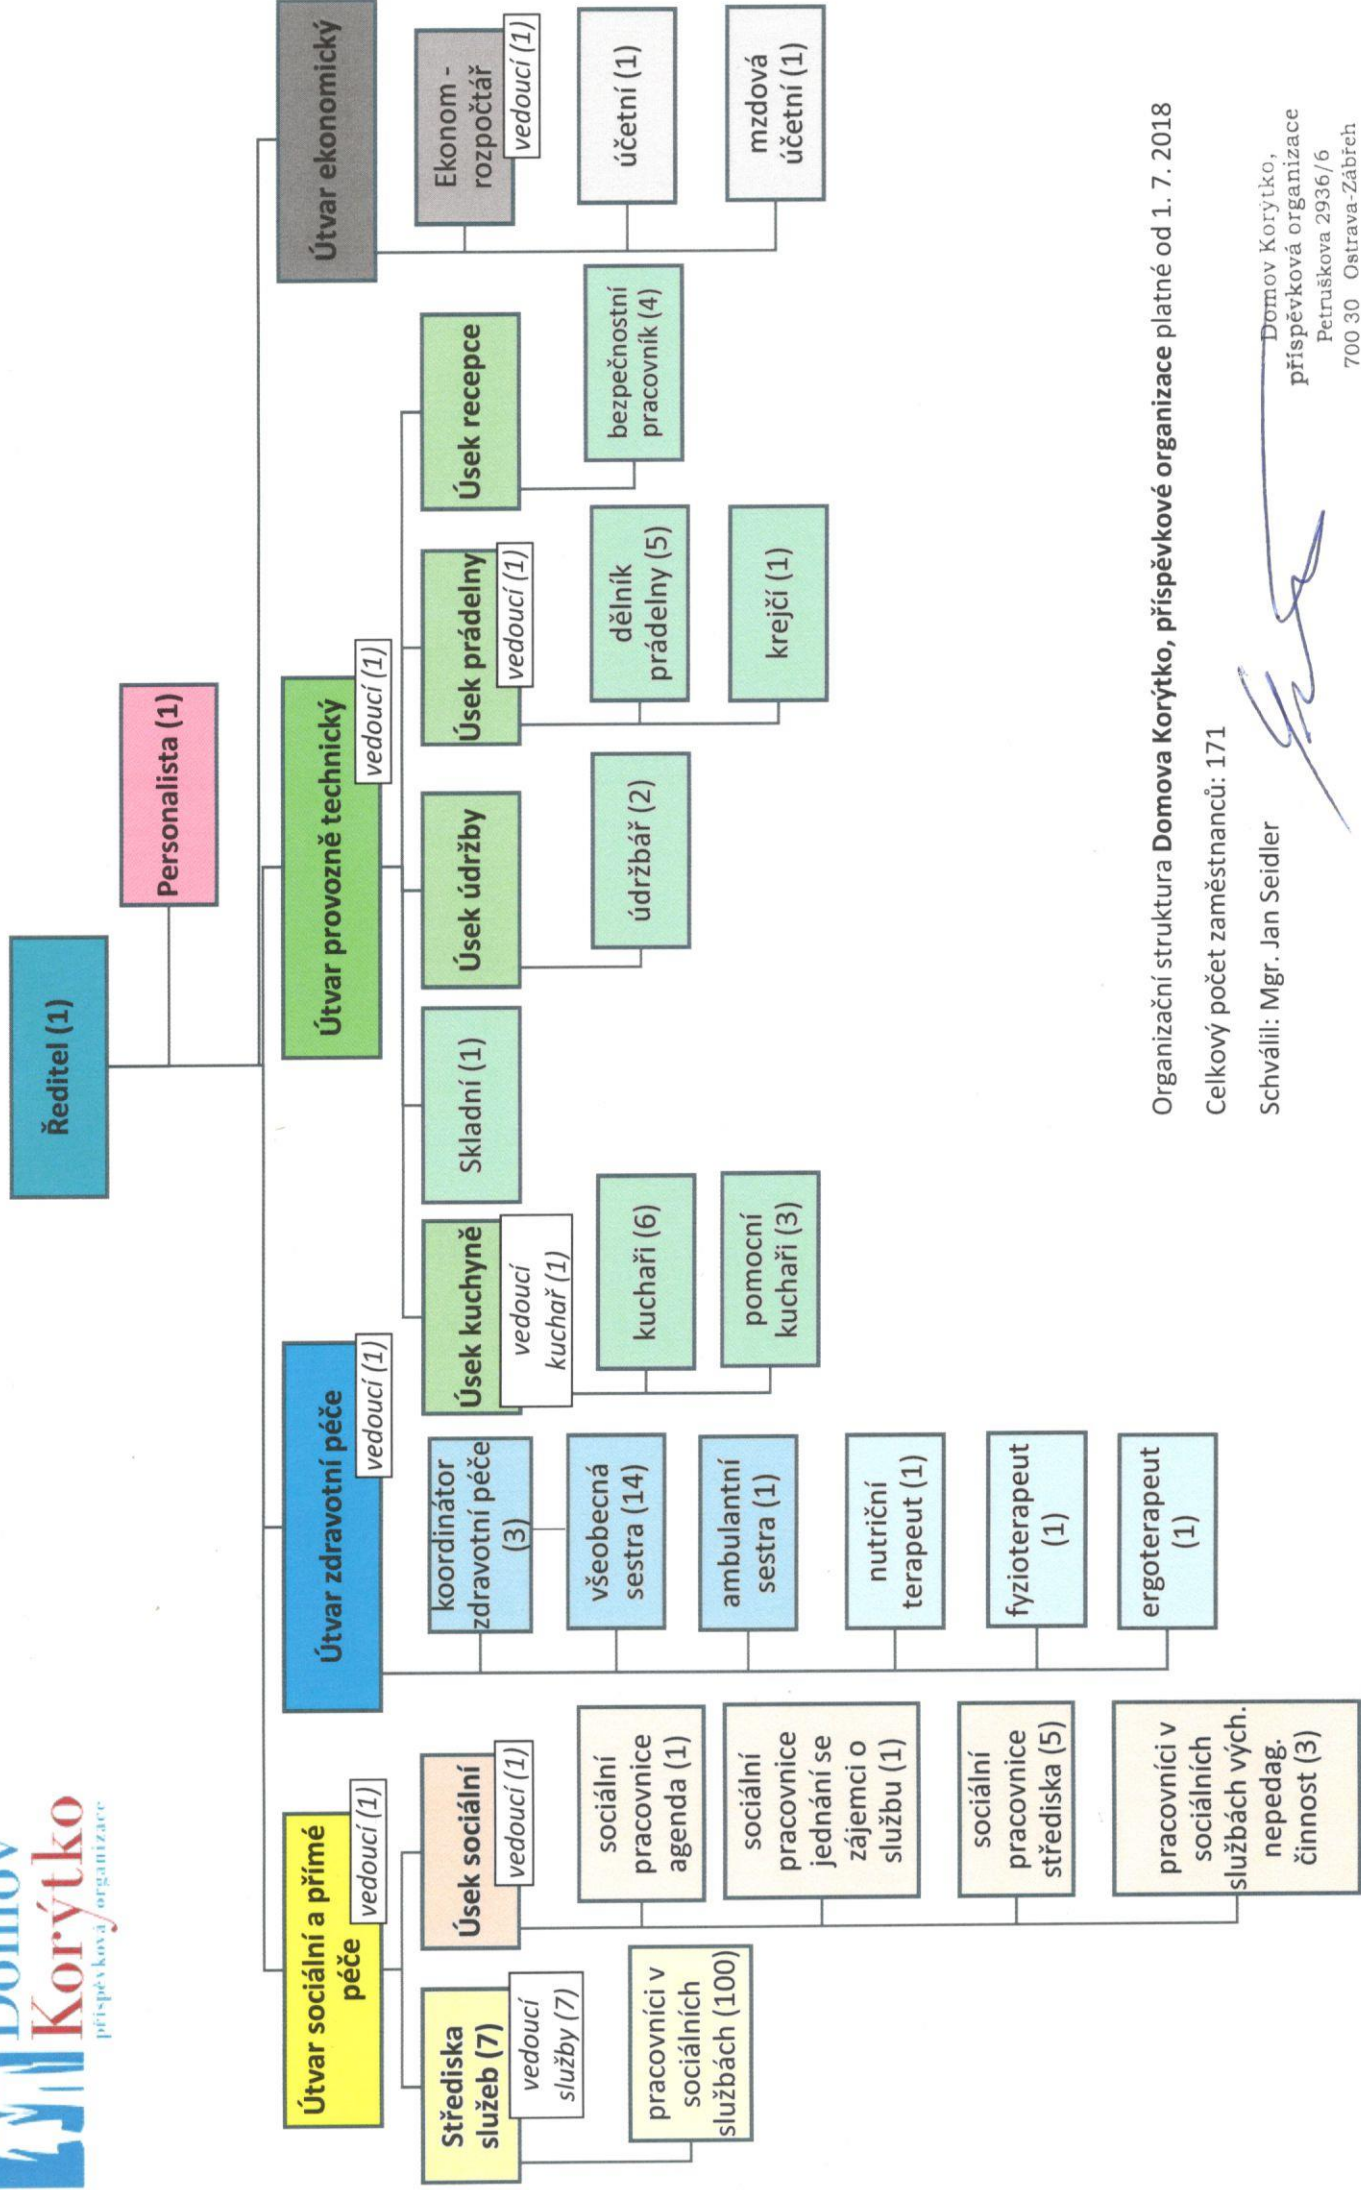 Domov
Korýtko
příspěvková organizace
Ředitel (1)
Personalista (1)
Útvar sociální a přímé
péče
vedoucí (1)
Útvar zdravotní péče
vedoucí (1)
Útvar provozně technický
vedoucí (1)
Útvar ekonomický
Střediska
služeb (7)
vedoucí
služby (7)
pracovníci v
sociálních
službách (100)
Úsek sociální
vedoucí (1)
sociální
pracovnice
agenda (1)
sociální
pracovnice
jednání se
zájemci o
službu (1)
sociální
pracovnice
střediska (5)
pracovníci v
sociálních
službách vých.
nepedag.
činnost (3)
koordinátor
zdravotní péče
(3)
všeobecná
sestra (14)
ambulantní
sestra (1)
nutriční
terapeut (1)
fyzioterapeut
(1)
ergoterapeut
(1)
Úsek kuchyně
vedoucí
kuchař (1)
kuchaři (6)
pomocní
kuchaři (3)
Skladní (1)
Úsek údržby
údržbář (2)
Úsek prádelny
vedoucí (1)
dělník
prádelny (5)
krejčí (1)
Úsek recepce
bezpečnostní
pracovník (4)
Ekonom -
rozpočtář
vedoucí (1)
účetní (1)
mzdová
účetní (1)
Organizační struktura Domova Korýtko, příspěvkové organizace platné od 1. 7. 2018
Celkový počet zaměstnanců: 171
Schválil: Mgr. Jan Seidler
Domov Korýtko,
příspěvková organizace
Petruškova 2936/6
700 30 Ostrava-Zábřeh